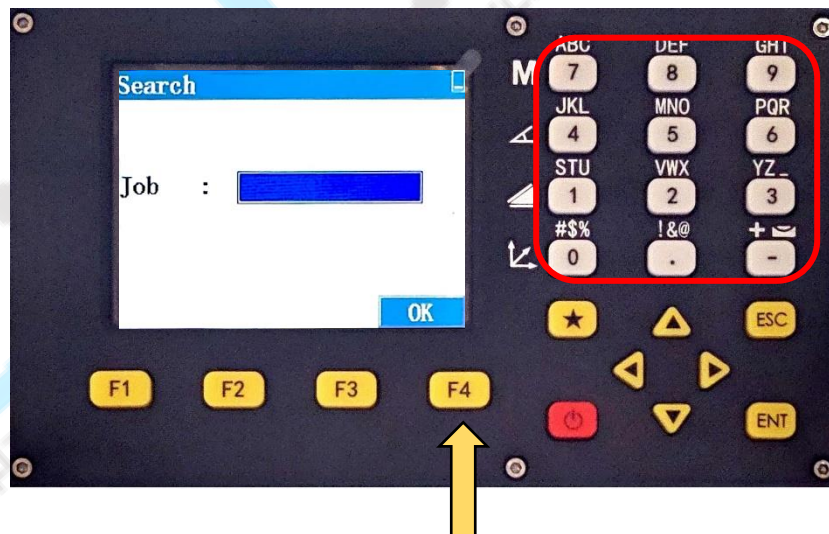 Search
Job :
OK
F1 F2 F3 F4
M
ABC DEF GHI
7 8 9
JKL MNO PQR
4 5 6
STU VWX YZ_
1 2 3
#$% !&@ +
0 . -
★ ESC
ENT